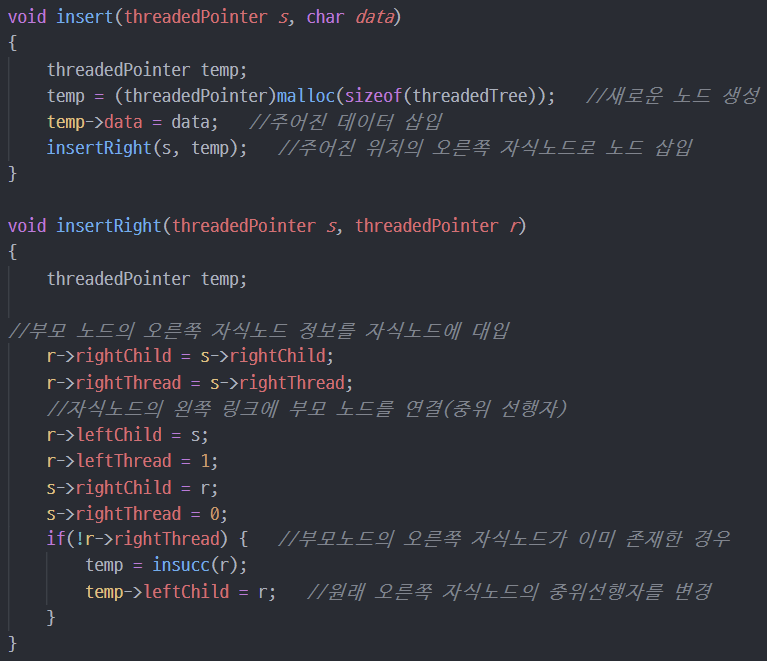 void insert(threadedPointer s, char data)
{
    threadedPointer temp;
    temp = (threadedPointer)malloc(sizeof(threadedTree));   //새로운 노드 생성
    temp->data = data;   //주어진 데이터 삽입
    insertRight(s, temp);   //주어진 위치의 오른쪽 자식노드로 노드 삽입
}
void insertRight(threadedPointer s, threadedPointer r)
{
    threadedPointer temp;
//부모 노드의 오른쪽 자식노드 정보를 자식노드에 대입
    r->rightChild = s->rightChild;
    r->rightThread = s->rightThread;
    //자식노드의 왼쪽 링크에 부모 노드를 연결(중위 선행자)
    r->leftChild = s;
    r->leftThread = 1;
    s->rightChild = r;
    s->rightThread = 0;
    if(!r->rightThread) {   //부모노드의 오른쪽 자식노드가 이미 존재한 경우
        temp = insucc(r);
        temp->leftChild = r;   //원래 오른쪽 자식노드의 중위선행자를 변경
    }
}